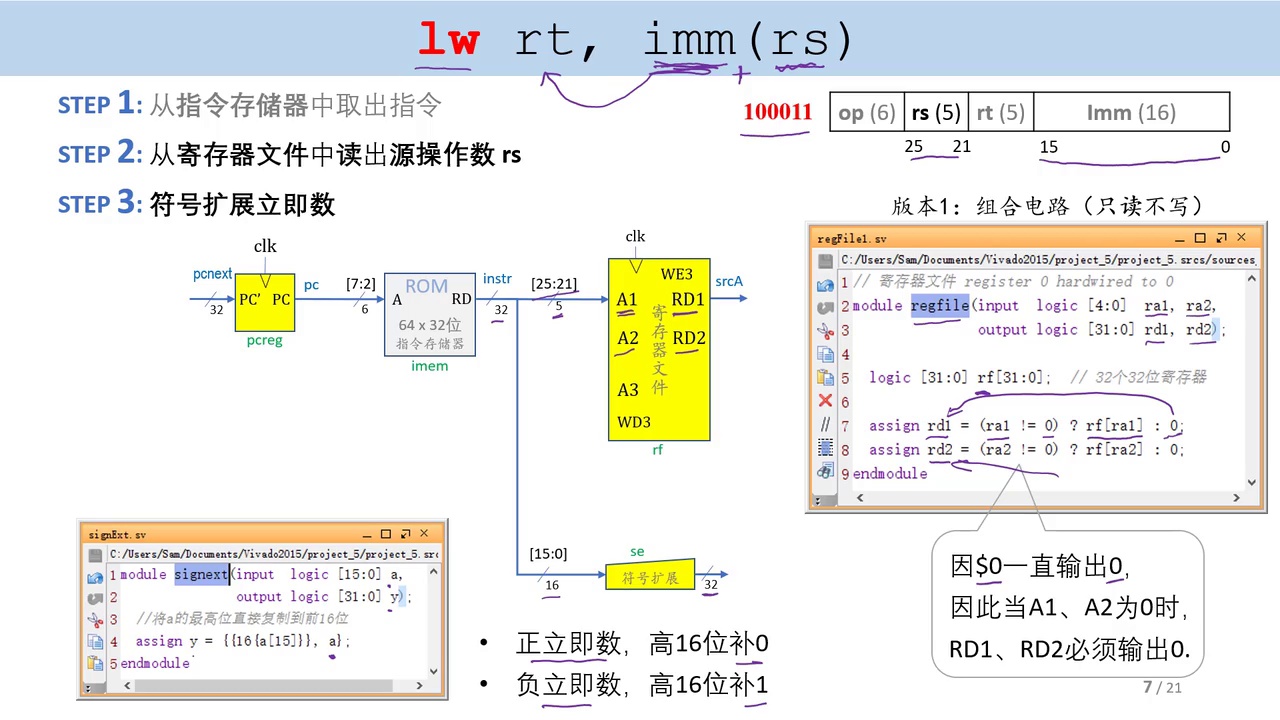 lw rt, imm(rs)
STEP 1: 从指令存储器中取出指令
STEP 2: 从寄存器文件中读出源操作数 rs
STEP 3: 符号扩展立即数
100011 op (6) rs (5) rt (5) Imm (16)
25 21 15 0
版本1：组合电路（只读不写）
clk
pcnext
32
PC' PC
pcreg
pc
[7:2]
6
ROM
A RD
64 x 32位
指令存储器
imem
instr
32
[25:21]
5
clk
WE3
A1 RD1
A2 RD2
A3
WD3
寄存器文件
rf
srcA
[15:0]
16
se
符号扩展
32
regFile1.sv
C:/Users/Sam/Documents/Vivado2015/project_5/project_5.srcs/sources_
1 // 寄存器文件 register 0 hardwired to 0
2 module regfile(input logic [4:0] ra1, ra2,
3 output logic [31:0] rd1, rd2);
4
5 logic [31:0] rf[31:0]; // 32个32位寄存器
6
7 assign rd1 = (ra1 != 0) ? rf[ra1] : 0;
8 assign rd2 = (ra2 != 0) ? rf[ra2] : 0;
9 endmodule
因$0一直输出0,
因此当A1、A2为0时,
RD1、RD2必须输出0.
signExt.sv
C:/Users/Sam/Documents/Vivado2015/project_5/project_5.src
1 module signext(input logic [15:0] a,
2 output logic [31:0] y);
3 //将a的最高位直接复制到前16位
4 assign y = {{16{a[15]}}, a};
5 endmodule
• 正立即数，高16位补0
• 负立即数，高16位补1
7 / 21